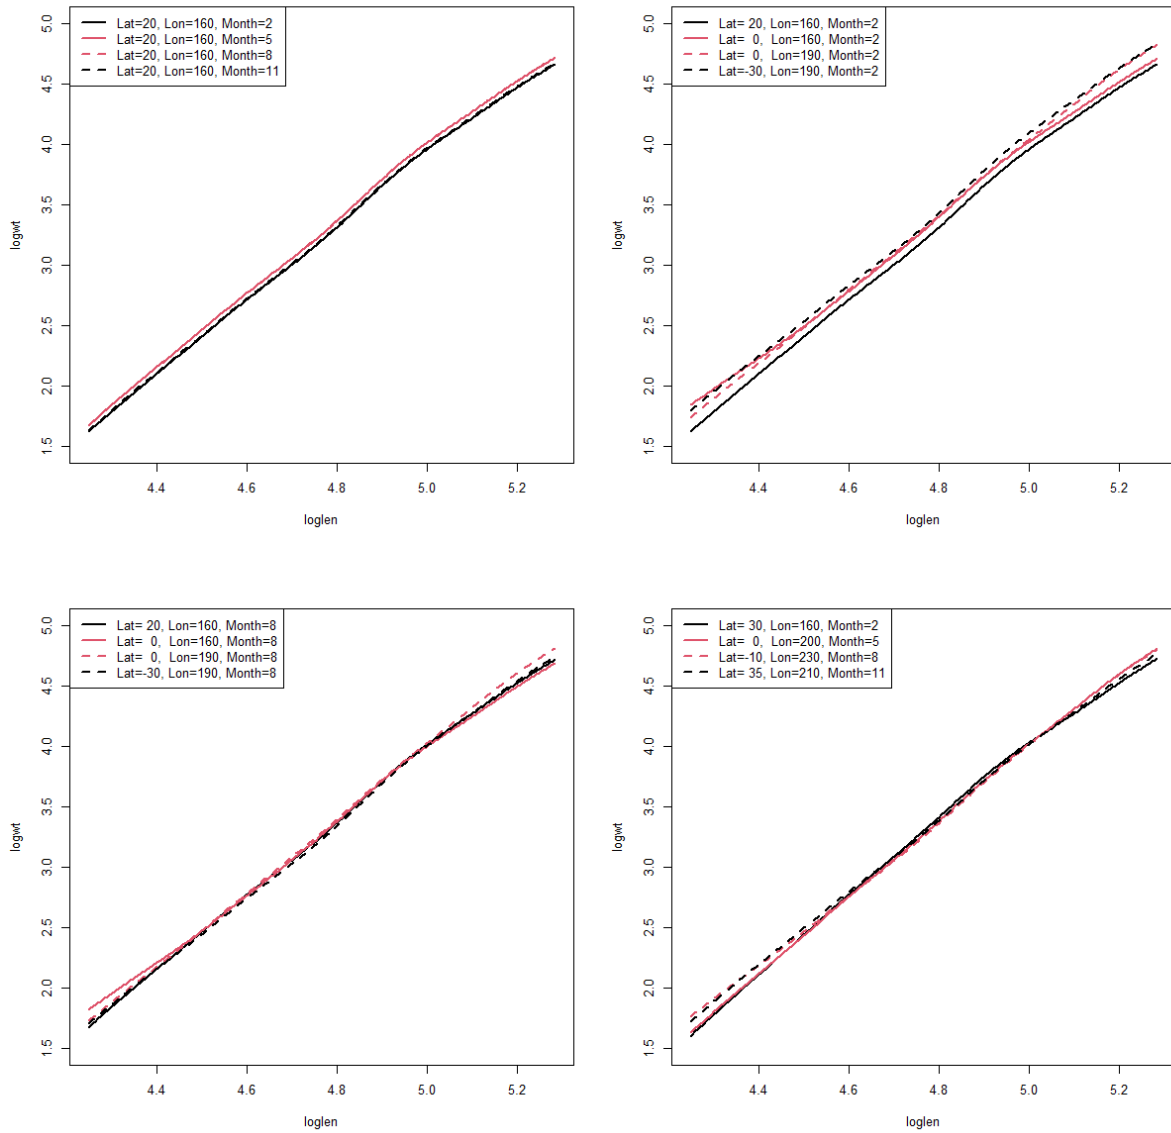 Lat=20, Lon=160, Month=2
Lat=20, Lon=160, Month=5
Lat=20, Lon=160, Month=8
Lat=20, Lon=160, Month=11
5.0
4.5
4.0
3.5
3.0
2.5
2.0
1.5
logwt
4.4 4.6 4.8 5.0 5.2
loglen
Lat= 20, Lon=160, Month=2
Lat= 0, Lon=160, Month=2
Lat= 0, Lon=190, Month=2
Lat=-30, Lon=190, Month=2
5.0
4.5
4.0
3.5
3.0
2.5
2.0
1.5
logwt
4.4 4.6 4.8 5.0 5.2
loglen
Lat= 20, Lon=160, Month=8
Lat= 0, Lon=160, Month=8
Lat= 0, Lon=190, Month=8
Lat=-30, Lon=190, Month=8
5.0
4.5
4.0
3.5
3.0
2.5
2.0
1.5
logwt
4.4 4.6 4.8 5.0 5.2
loglen
Lat= 30, Lon=160, Month=2
Lat= 0, Lon=200, Month=5
Lat=-10, Lon=230, Month=8
Lat= 35, Lon=210, Month=11
5.0
4.5
4.0
3.5
3.0
2.5
2.0
1.5
logwt
4.4 4.6 4.8 5.0 5.2
loglen